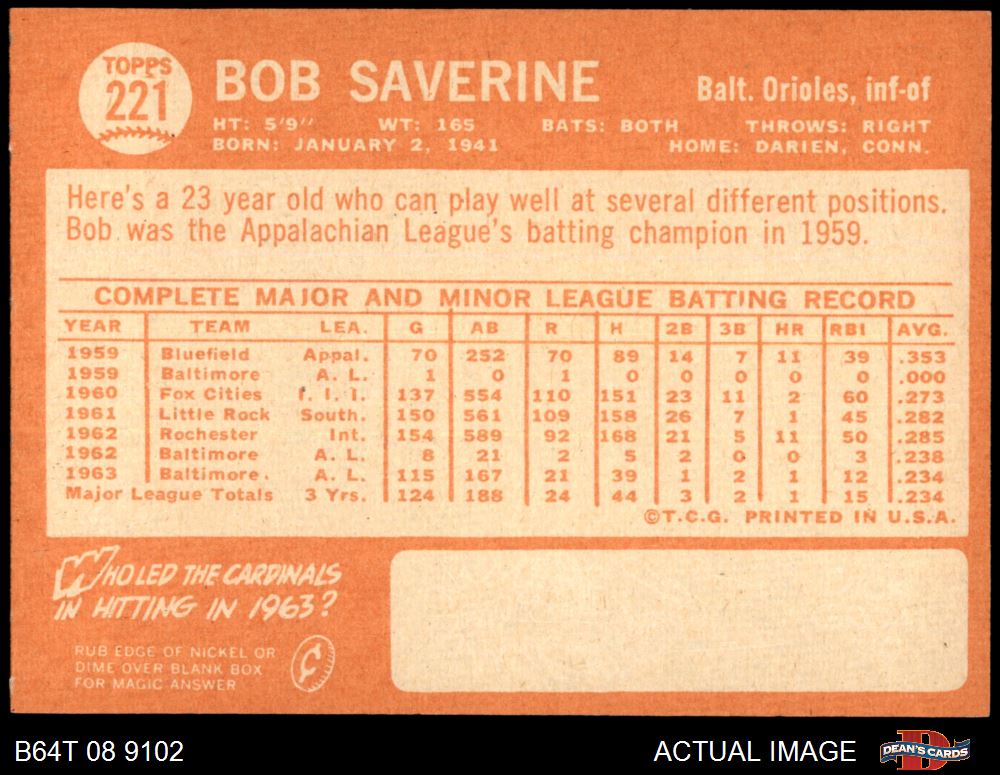 TOPPS
221
BOB SAVERINE
Balt. Orioles, inf-of
HT: 5'9" WT: 165 BATS: BOTH THROWS: RIGHT
BORN: JANUARY 2, 1941 HOME: DARIEN, CONN.
Here's a 23 year old who can play well at several different positions.
Bob was the Appalachian League's batting champion in 1959.
COMPLETE MAJOR AND MINOR LEAGUE BATTING RECORD
YEAR TEAM LEA. G AB R H 2B 3B HR RBI AVG.
1959 Bluefield Appal. 70 252 70 89 14 7 11 39 .353
1959 Baltimore A. L. 1 0 1 0 0 0 0 0 .000
1960 Fox Cities I. I. I. 137 554 110 151 23 11 2 60 .273
1961 Little Rock South. 150 561 109 158 26 7 1 45 .282
1962 Rochester Int. 154 589 92 168 21 5 11 50 .285
1962 Baltimore A. L. 8 21 2 5 2 0 0 3 .238
1963 Baltimore. A. L. 115 167 21 39 1 2 1 12 .234
Major League Totals 3 Yrs. 124 188 24 44 3 2 1 15 .234
©T.C.G. PRINTED IN U.S.A.
WHO LED THE CARDINALS
IN HITTING IN 1963?
RUB EDGE OF NICKEL OR
DIME OVER BLANK BOX
FOR MAGIC ANSWER
¢
B64T 08 9102
ACTUAL IMAGE
D
DEAN'S CARDS